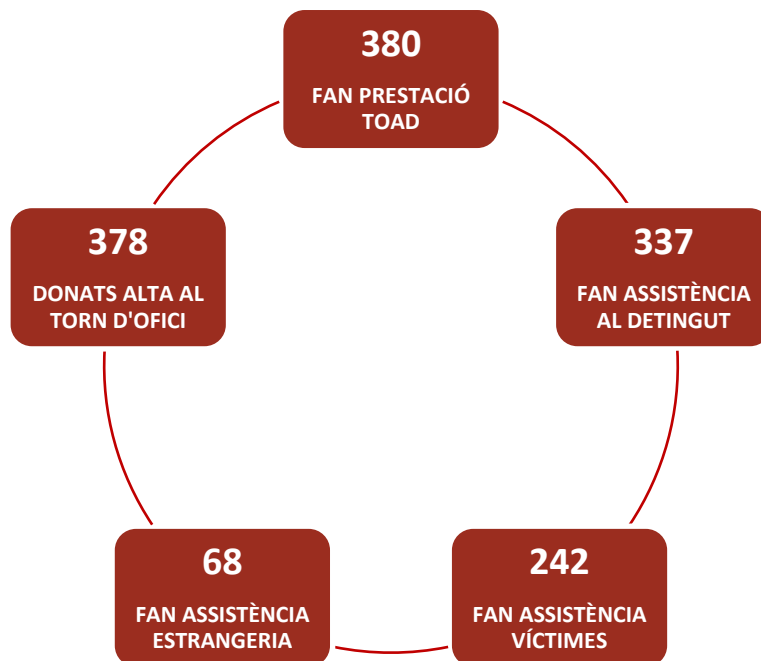 380
FAN PRESTACIÓ
TOAD
378
DONATS ALTA AL
TORN D'OFICI
337
FAN ASSISTÈNCIA
AL DETINGUT
68
FAN ASSISTÈNCIA
ESTRANGERIA
242
FAN ASSISTÈNCIA
VÍCTIMES